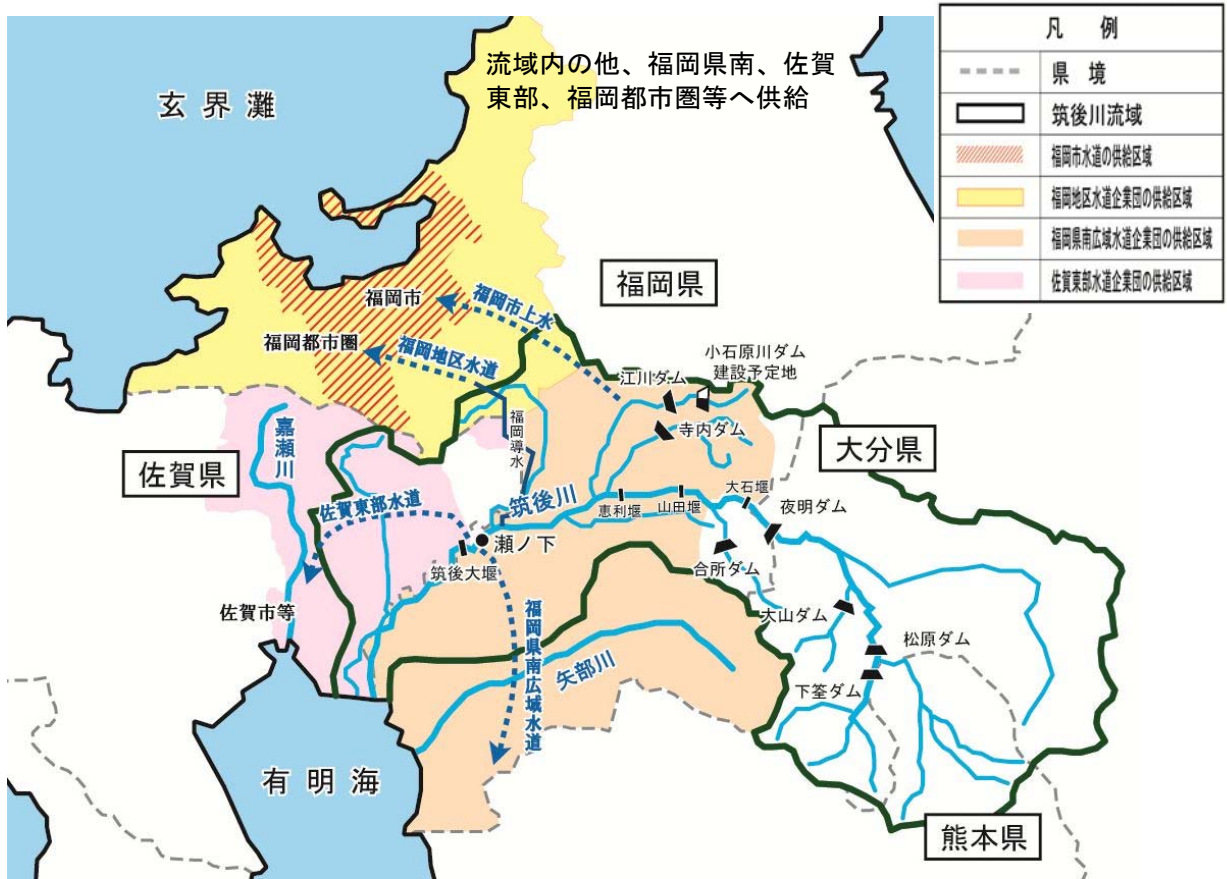 流域内の他、福岡県南、佐賀
東部、福岡都市圏等へ供給
凡 例
県 境
筑後川流域
福岡市水道の供給区域
福岡地区水道企業団の供給区域
福岡県南広域水道企業団の供給区域
佐賀東部水道企業団の供給区域
玄界灘
福岡県
福岡市
福岡市上水
福岡都市圏
福岡地区水道
小石原川ダム
建設予定地
江川ダム
寺内ダム
福岡導水
大分県
佐賀県
嘉瀬川
佐賀東部水道
筑後川
恵利堰
山田堰
大石堰
夜明ダム
瀬ノ下
筑後大堰
合所ダム
佐賀市等
大山ダム
松原ダム
下筌ダム
福岡県南広域水道
矢部川
有明海
熊本県